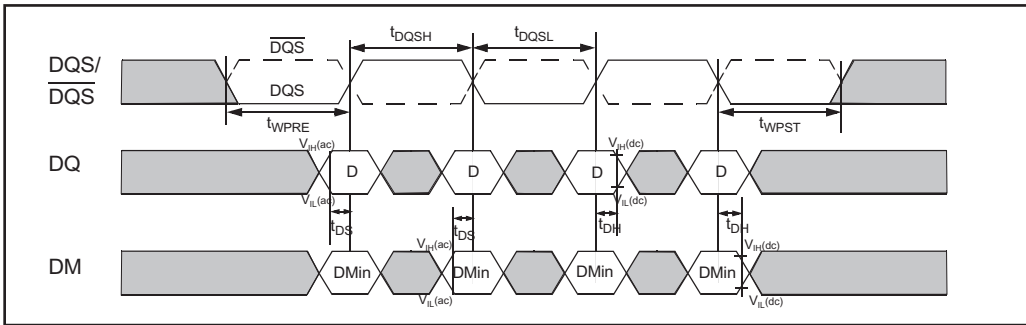 tDQSH tDQSL
DQS
DQS/
DQS
DQS
tWPRE tWPST
VIH(ac) VIH(dc)
DQ D D D D
VIL(ac) VIL(dc)
tDS tDS tDH tDH
VIH(ac) VIH(dc)
DM DMin DMin DMin DMin
VIL(ac) VIL(dc)